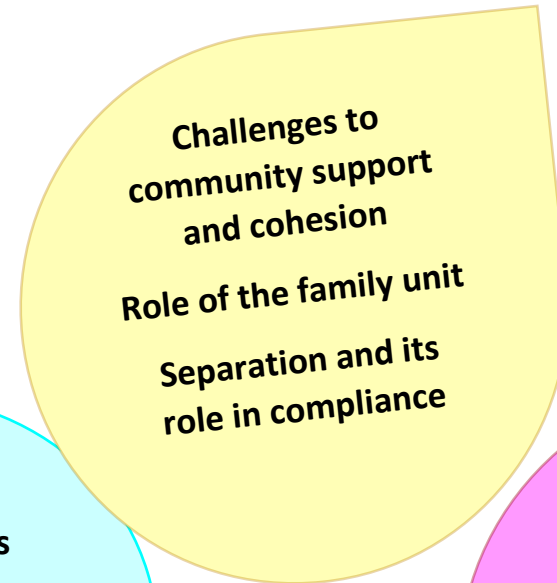 Challenges to
community support
and cohesion
Role of the family unit
Separation and its
role in compliance
s